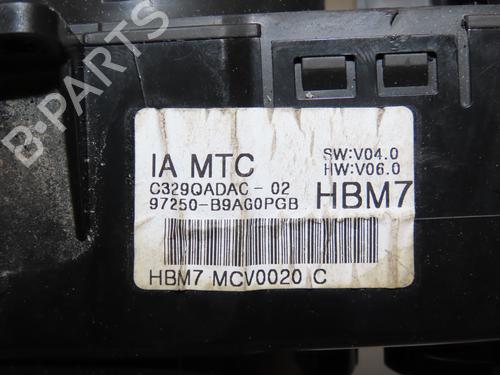 B-PARTS
IA MTC
SW:V04.0
HW:V06.0
C329QADAC-02
97250-B9AG0PGB
HBM7
HBM7 MCV0020 C